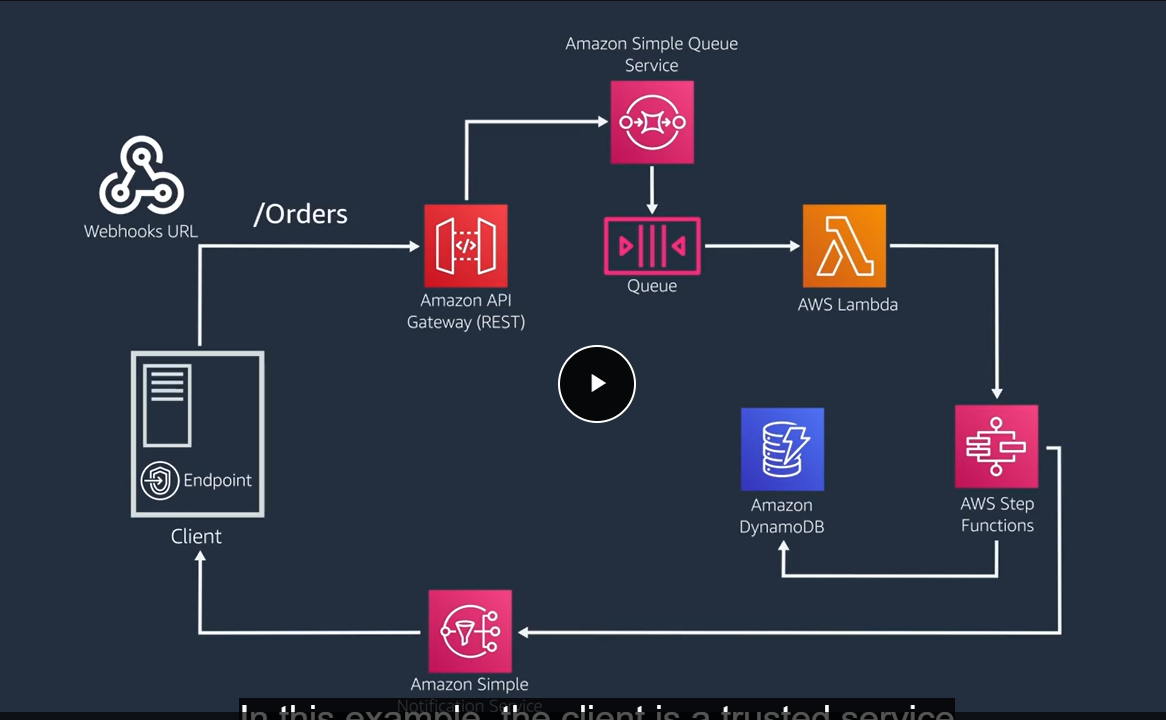 Amazon Simple Queue
Service
Webhooks URL
/Orders
Amazon API
Gateway (REST)
Queue
AWS Lambda
Endpoint
Client
Amazon
DynamoDB
AWS Step
Functions
Amazon Simple
Notification Service
In this example, the client is a trusted service